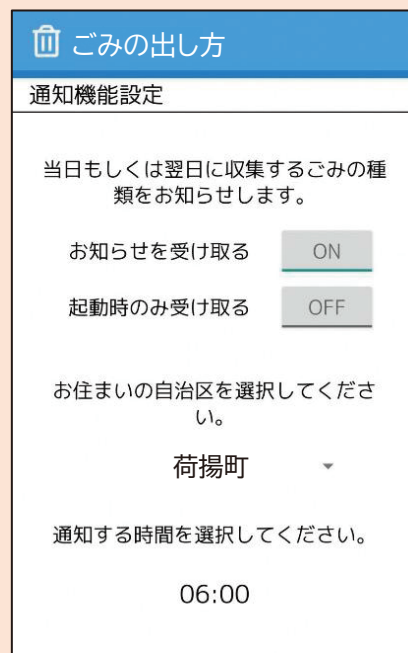 ごみの出し方
通知機能設定
当日もしくは翌日に収集するごみの種
類をお知らせします。
お知らせを受け取る ON
起動時のみ受け取る OFF
お住まいの自治区を選択してくださ
い。
荷揚町
通知する時間を選択してください。
06:00